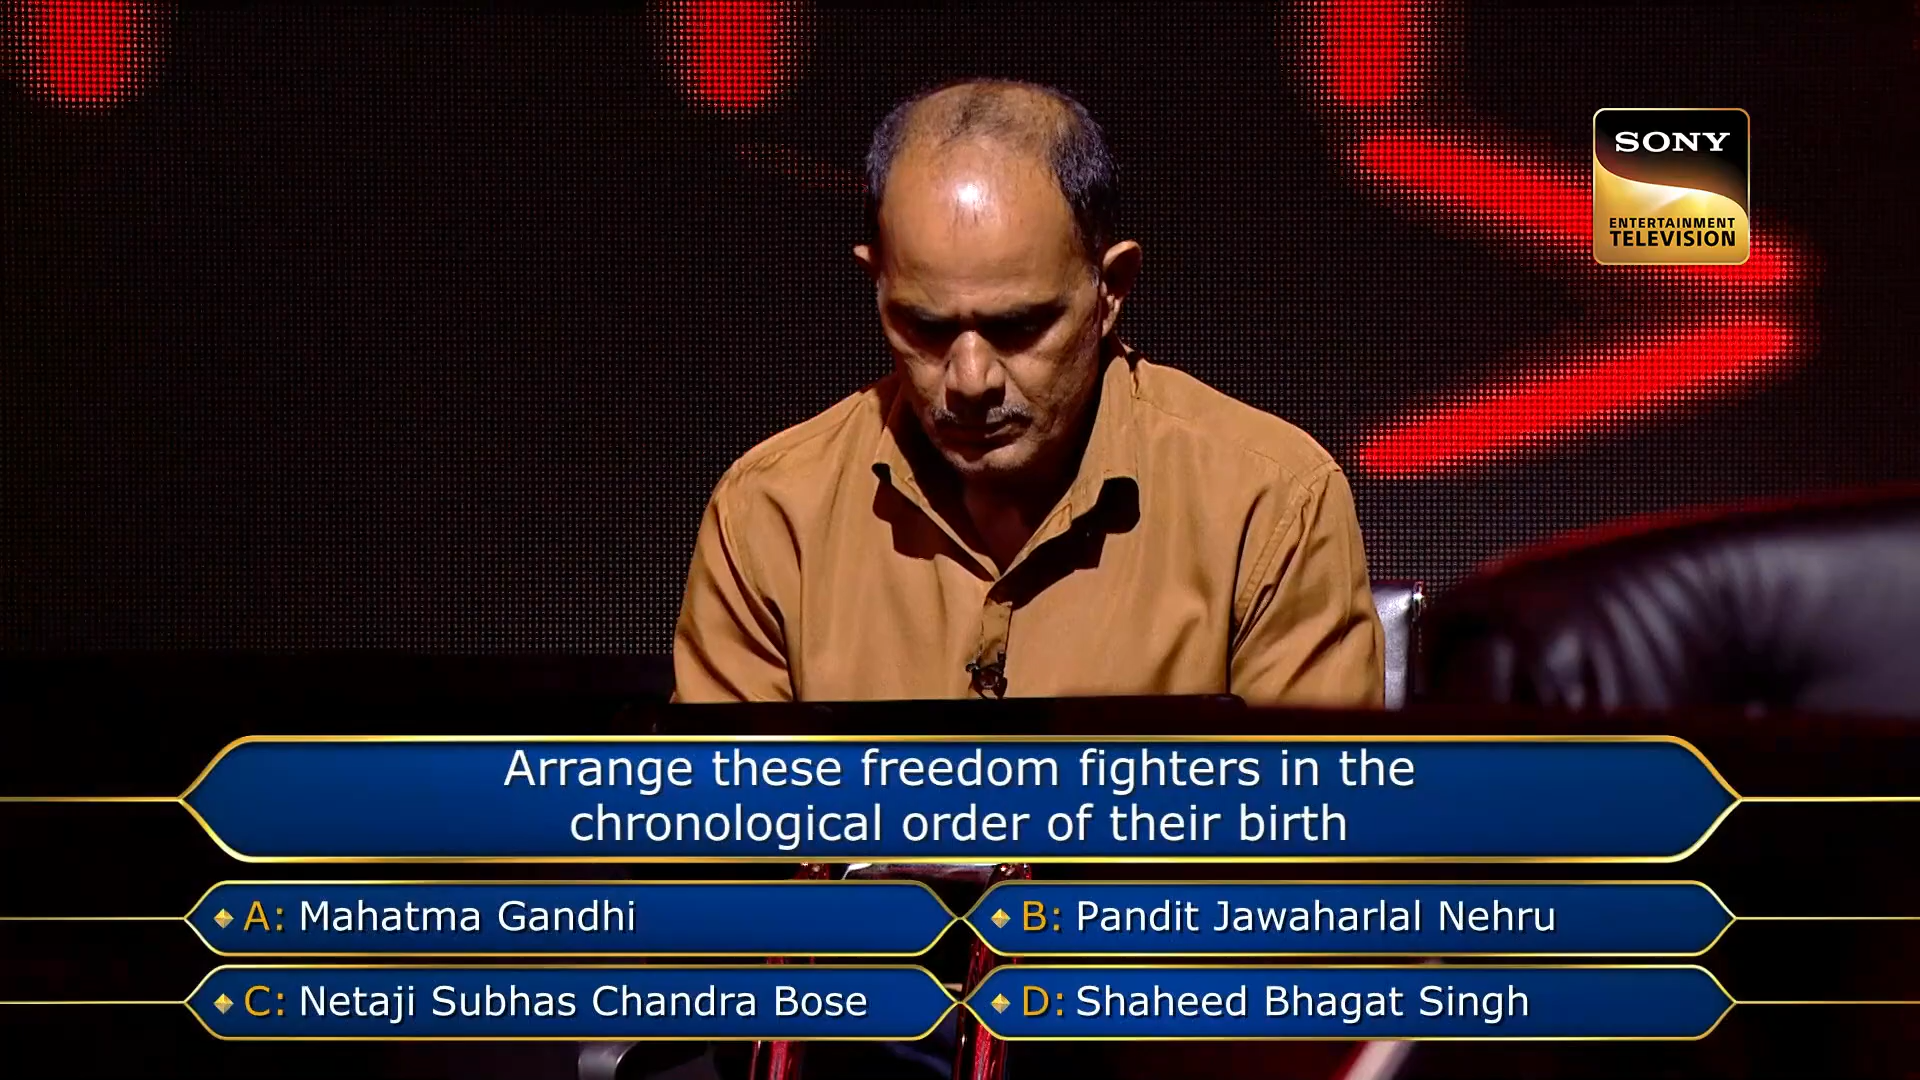 SONY
ENTERTAINMENT
TELEVISION
Arrange these freedom fighters in the
chronological order of their birth
A: Mahatma Gandhi
B: Pandit Jawaharlal Nehru
C: Netaji Subhas Chandra Bose
D: Shaheed Bhagat Singh